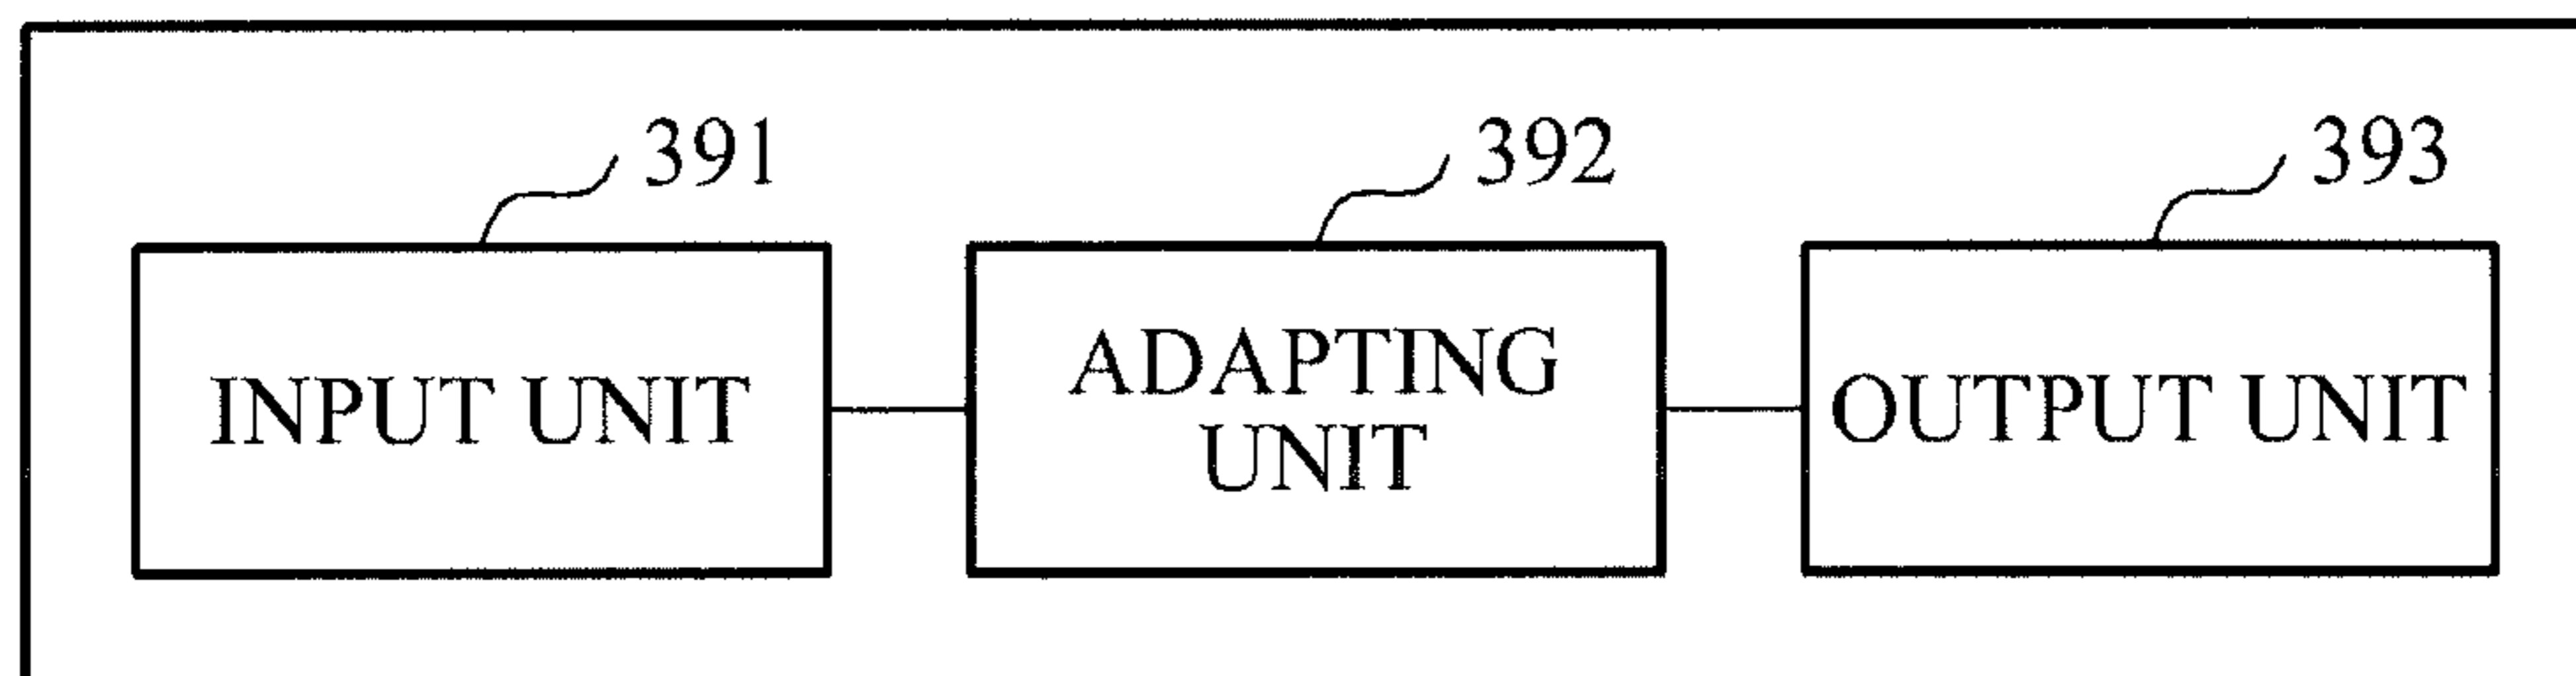 391
392
393
INPUT UNIT
ADAPTING
UNIT
OUTPUT UNIT